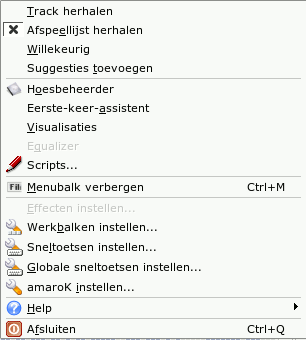 Track herhalen
Afspeellijst herhalen
Willekeurig
Suggesties toevoegen
Hoesbeheerder
Eerste-keer-assistent
Visualisaties
Equalizer
Scripts...
Menubalk verbergen Ctrl+M
Effecten instellen...
Werkbalken instellen...
Sneltoetsen instellen...
Globale sneltoetsen instellen...
amaroK instellen...
Help
Afsluiten Ctrl+Q